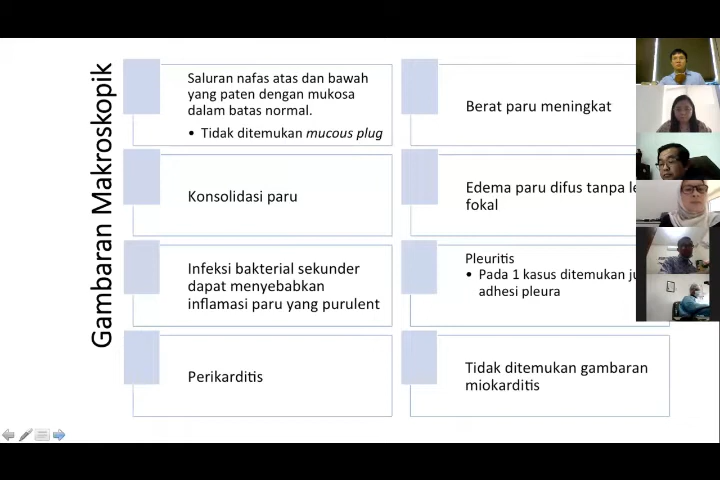 Gambaran Makroskopik
Saluran nafas atas dan bawah
yang paten dengan mukosa
dalam batas normal.
• Tidak ditemukan mucous plug
Berat paru meningkat
Konsolidasi paru
Edema paru difus tanpa
fokal
Infeksi bakterial sekunder
dapat menyebabkan
inflamasi paru yang purulent
Pleuritis
• Pada 1 kasus ditemukan
adhesi pleura
Perikarditis
Tidak ditemukan gambaran
miokarditis